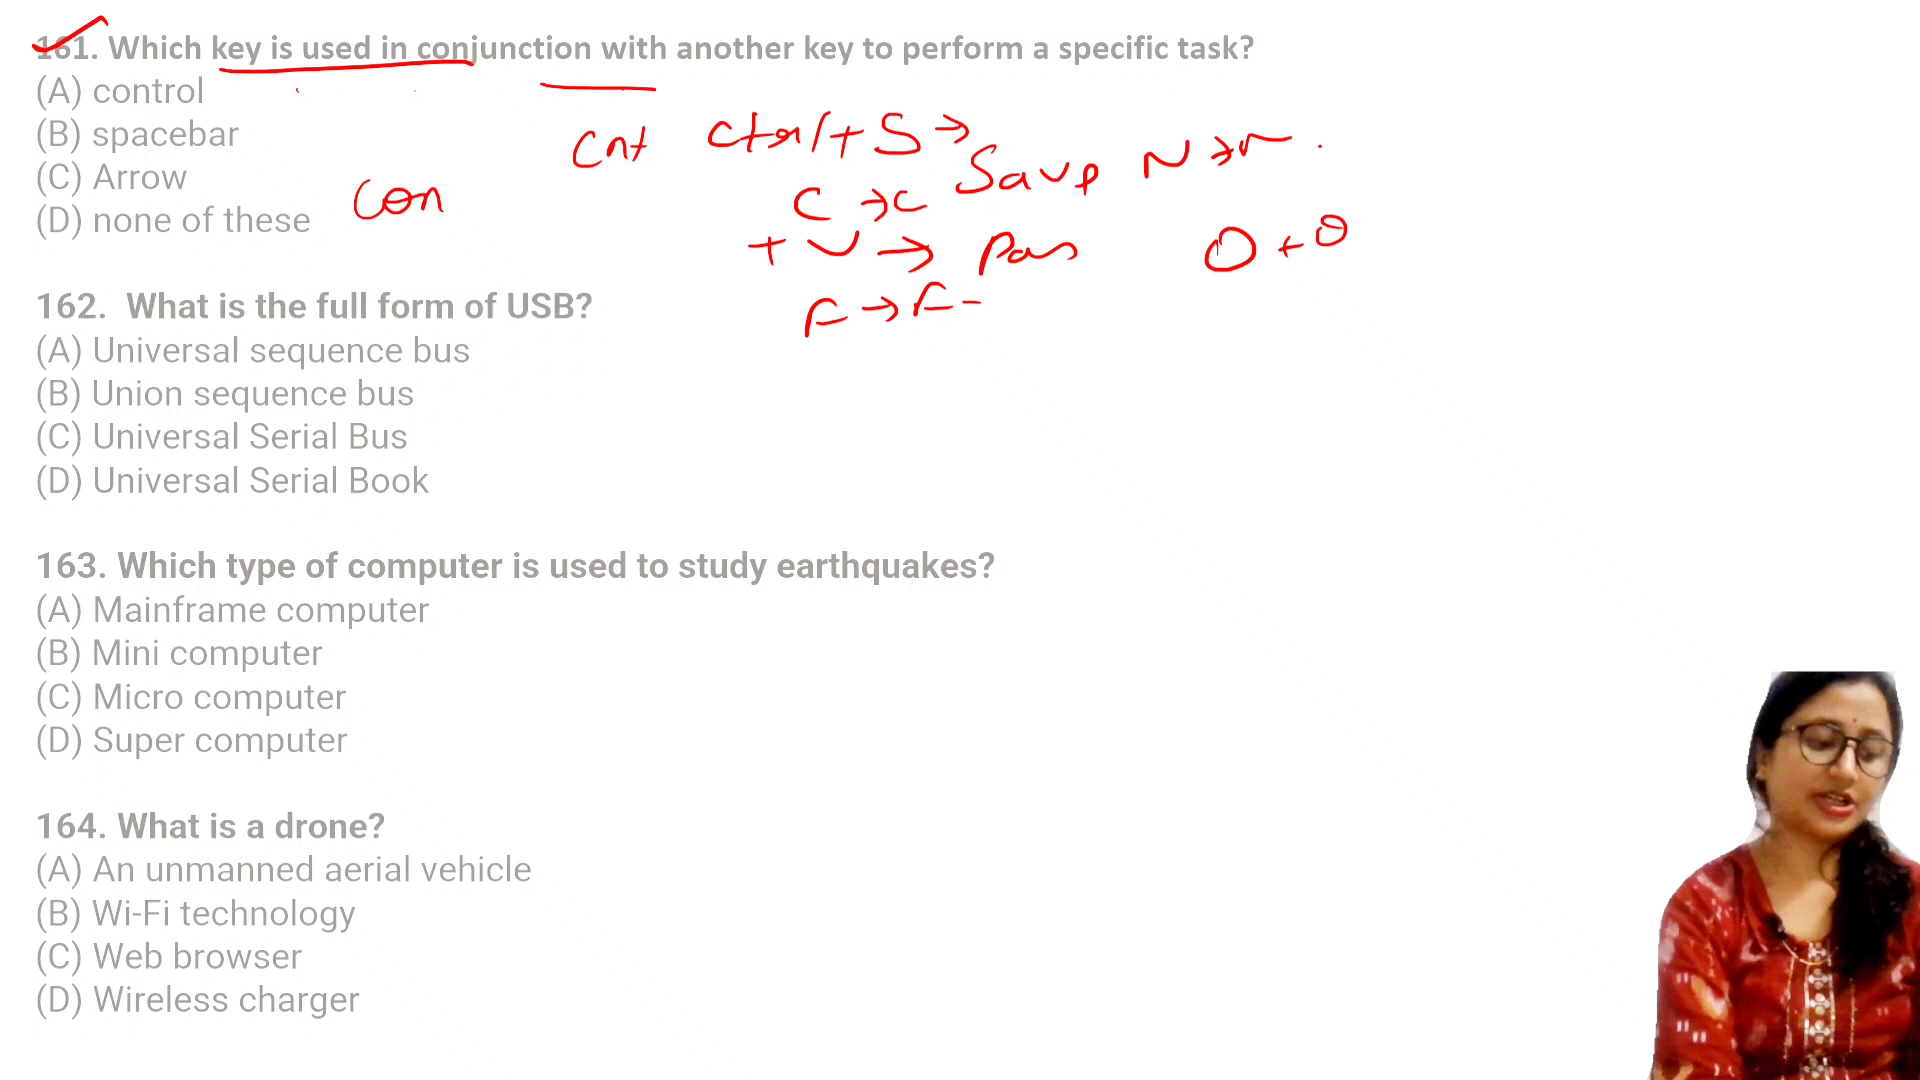 161. Which key is used in conjunction with another key to perform a specific task?
(A) control
(B) spacebar
(C) Arrow
(D) none of these
Con
Cnt Ctrl + S →
Save N →
C → C
+ V → Pas
O + O
F → F -
162. What is the full form of USB?
(A) Universal sequence bus
(B) Union sequence bus
(C) Universal Serial Bus
(D) Universal Serial Book
163. Which type of computer is used to study earthquakes?
(A) Mainframe computer
(B) Mini computer
(C) Micro computer
(D) Super computer
164. What is a drone?
(A) An unmanned aerial vehicle
(B) Wi-Fi technology
(C) Web browser
(D) Wireless charger